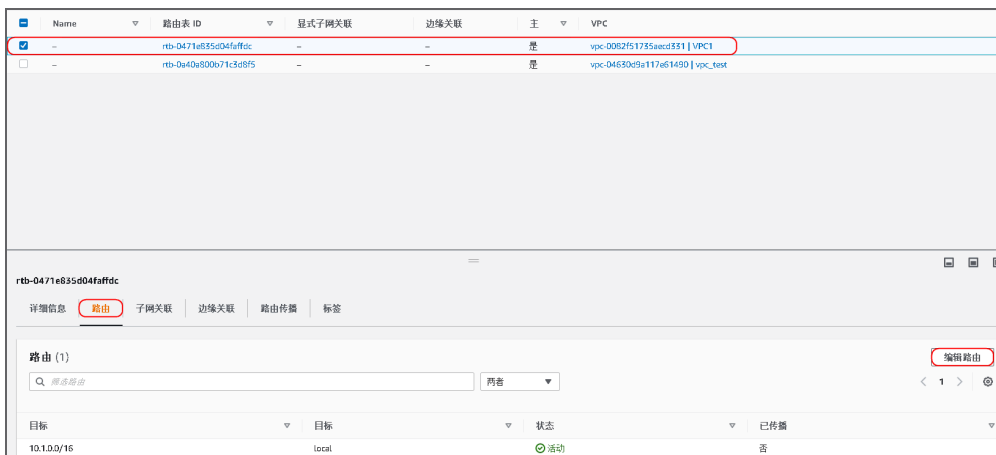 Name 路由表 ID 显式子网关联 边缘关联 主 VPC
– rtb-0471e835d04faffdc – – 是 vpc-0082f51735aecd331 | VPC1
– rtb-0a40a800b71c3d8f5 – – 是 vpc-04630d9a117e61490 | vpc_test
rtb-0471e835d04faffdc
详细信息 路由 子网关联 边缘关联 路由传播 标签
路由 (1) 编辑路由
筛选路由 两者 1
目标 目标 状态 已传播
10.1.0.0/16 local 活动 否